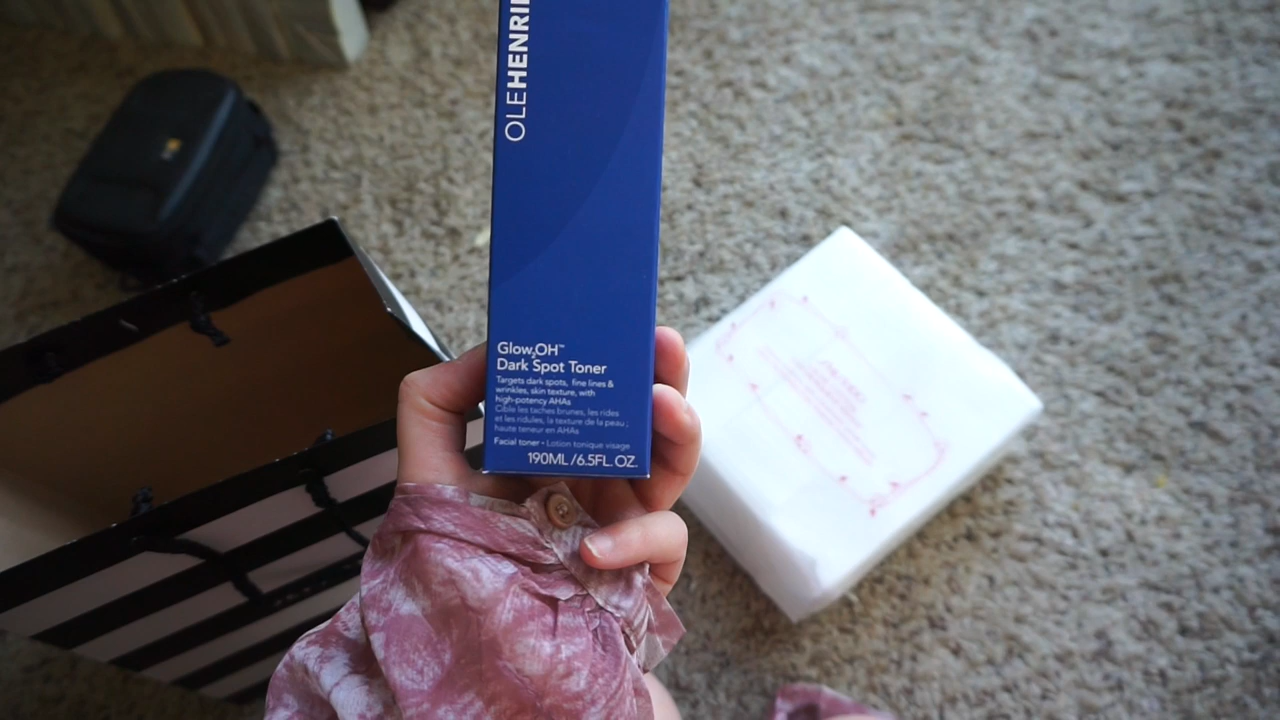 OLEHENRI
Glow₂OH™
Dark Spot Toner
Targets dark spots, fine lines &
wrinkles, skin texture, with
high-potency AHAs
Cible les taches brunes, les rides
et les ridules, la texture de la peau ;
haute teneur en AHAs
Facial toner • Lotion tonique visage
190ML/6.5FL. OZ.